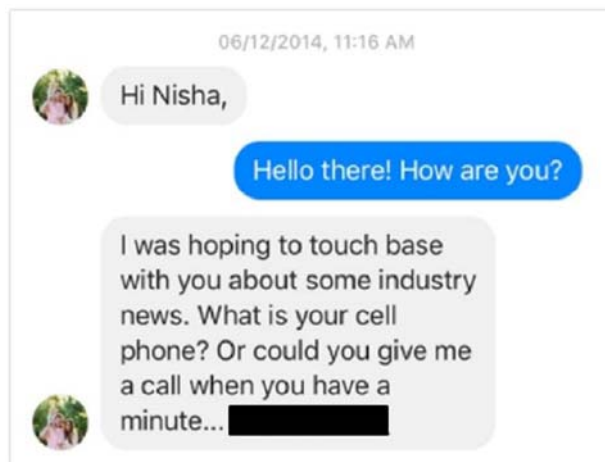 06/12/2014, 11:16 AM
Hi Nisha,
Hello there! How are you?
I was hoping to touch base
with you about some industry
news. What is your cell
phone? Or could you give me
a call when you have a
minute...